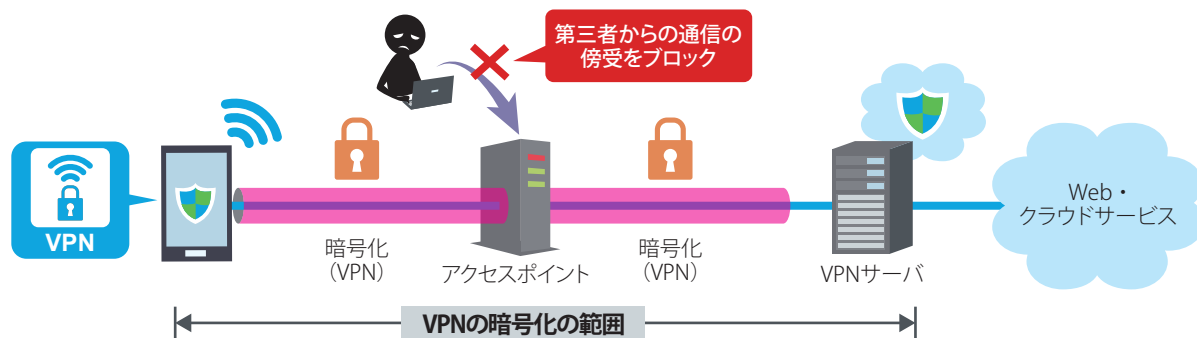 第三者からの通信の
傍受をブロック
VPN
暗号化
（VPN）
アクセスポイント
暗号化
（VPN）
VPNサーバ
Web・
クラウドサービス
VPNの暗号化の範囲